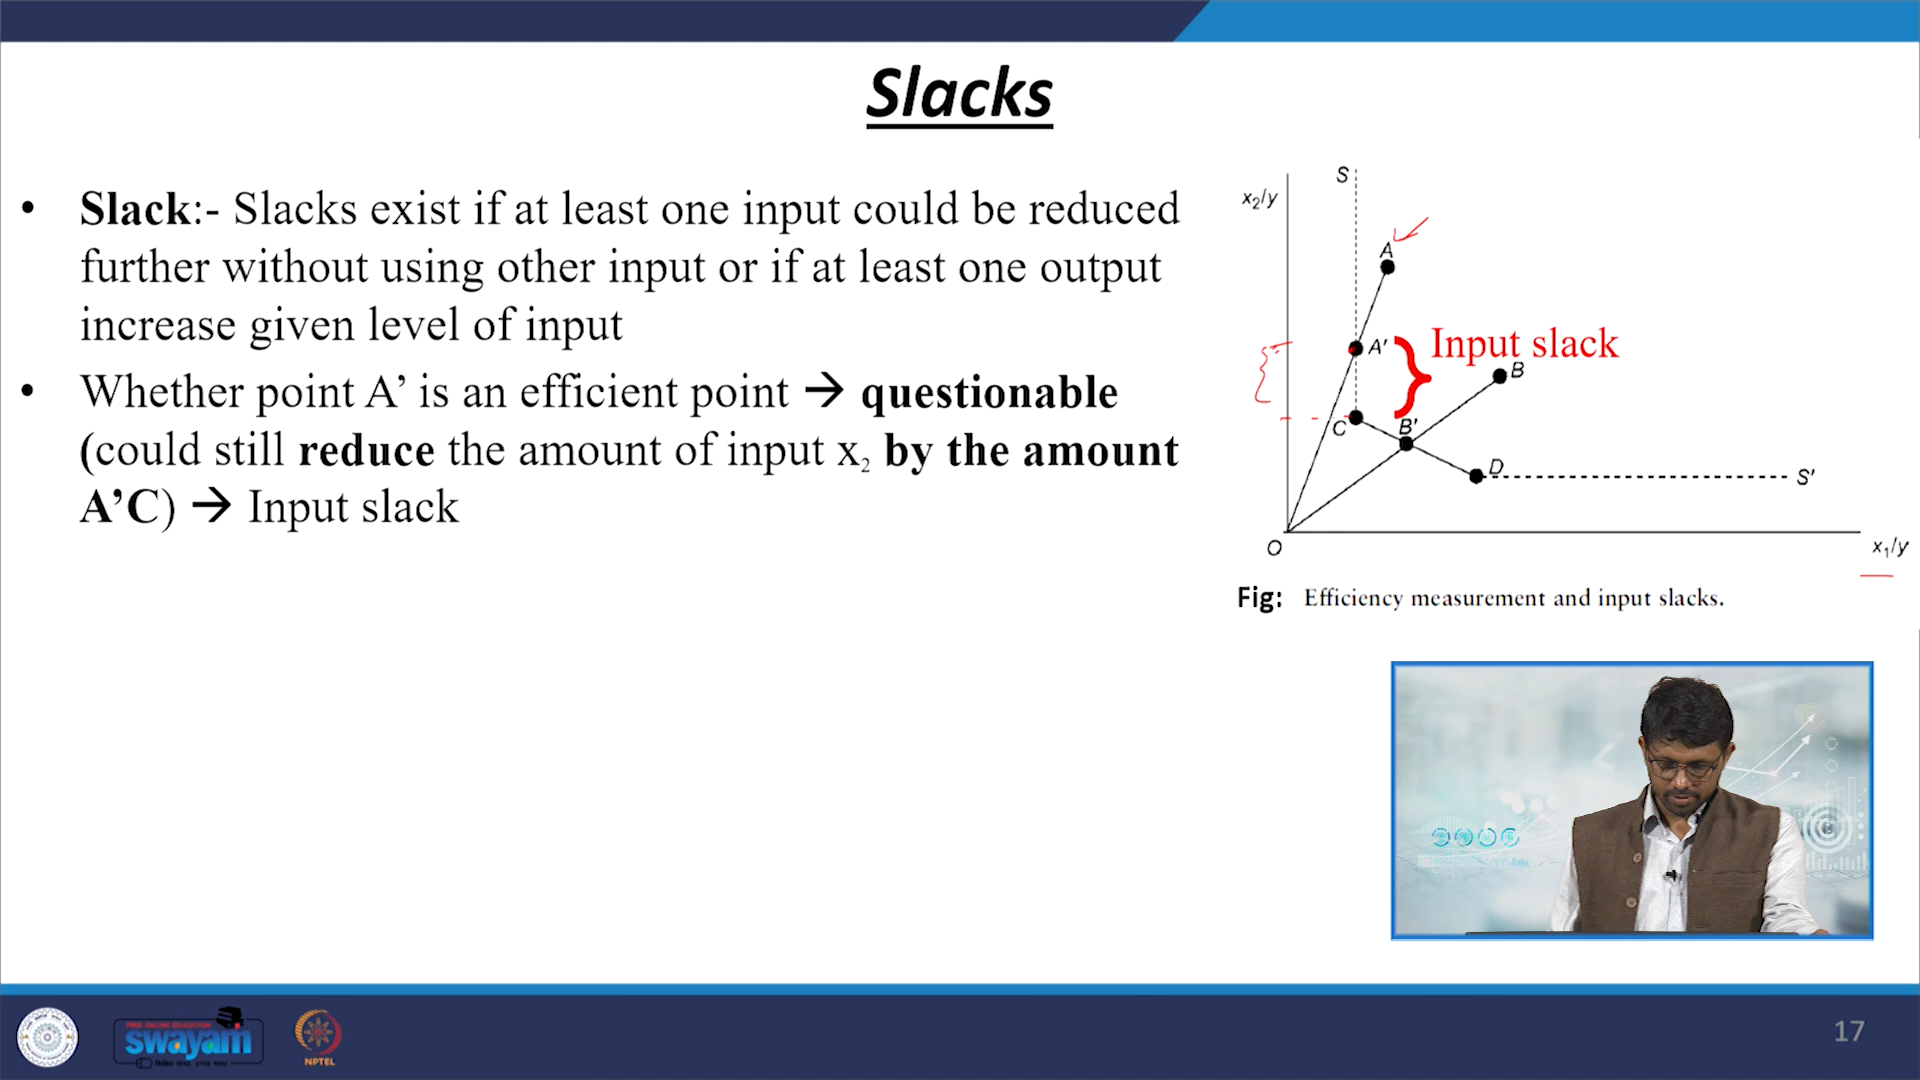 Slacks
• Slack:- Slacks exist if at least one input could be reduced
further without using other input or if at least one output
increase given level of input
• Whether point A’ is an efficient point → questionable
(could still reduce the amount of input x₂ by the amount
A’C) → Input slack
S
x₂/y
A
A′
Input slack
B
C
B′
D
S′
O
x₁/y
Fig: Efficiency measurement and input slacks.
FREE ONLINE EDUCATION
swayam
NPTEL
17